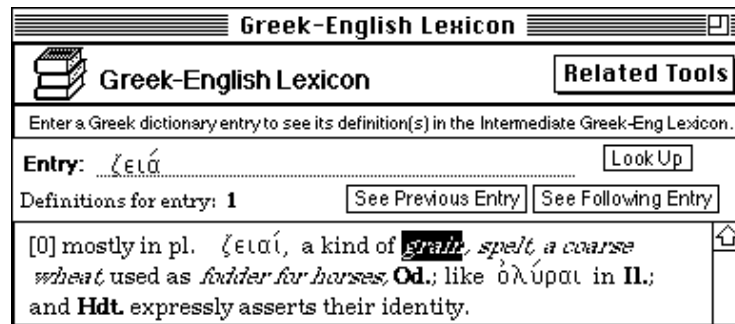 Greek-English Lexicon
Greek-English Lexicon Related Tools
Enter a Greek dictionary entry to see its definition(s) in the Intermediate Greek-Eng Lexicon.
Entry: ζειά Look Up
Definitions for entry: 1 See Previous Entry See Following Entry
[0] mostly in pl. ζειαί, a kind of grain, spelt, a coarse
wheat, used as fodder for horses, Od.; like ὀλύραι in Il.;
and Hdt. expressly asserts their identity.